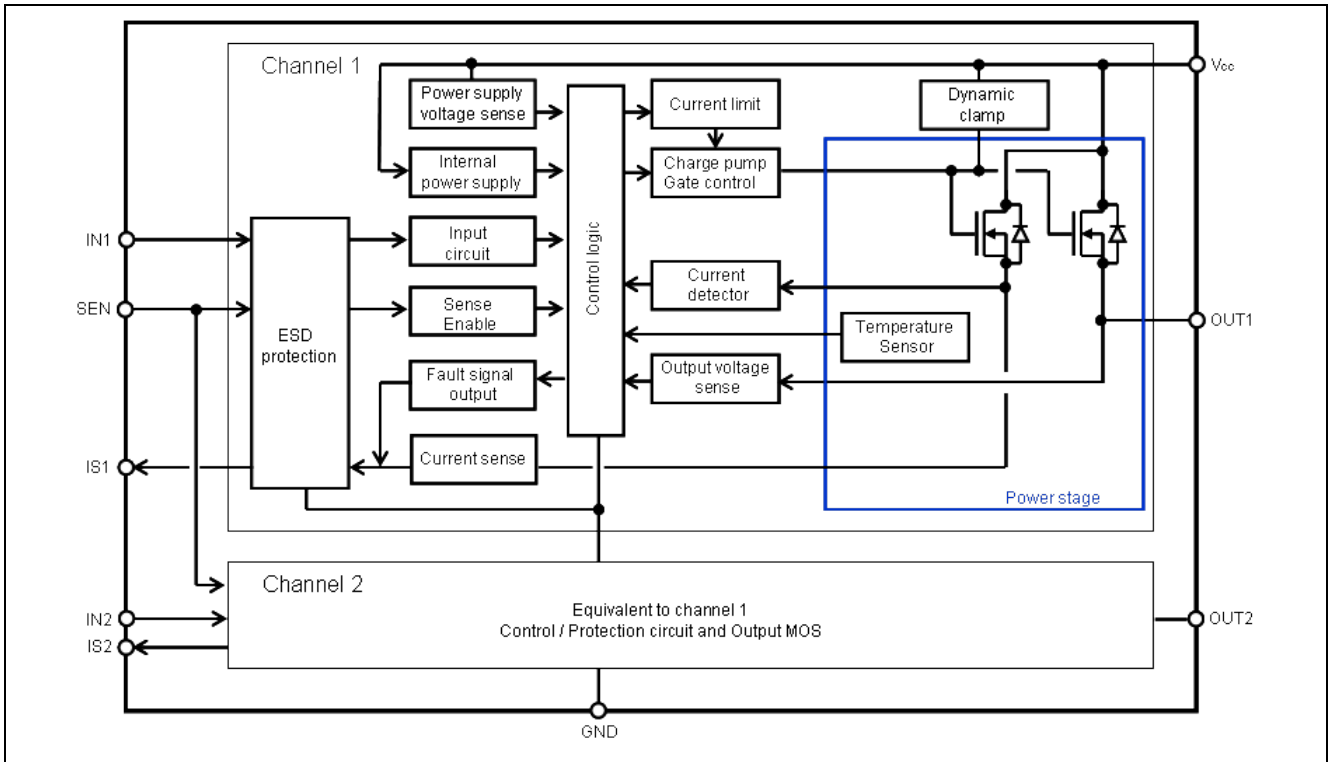 Channel 1
Vcc
Power supply
voltage sense
Current limit
Dynamic
clamp
Internal
power supply
Charge pump
Gate control
IN1
Input
circuit
Control logic
SEN
Sense
Enable
Current
detector
ESD
protection
Temperature
Sensor
OUT1
Fault signal
output
Output voltage
sense
IS1
Current sense
Power stage
Channel 2
IN2
Equivalent to channel 1
Control / Protection circuit and Output MOS
OUT2
IS2
GND